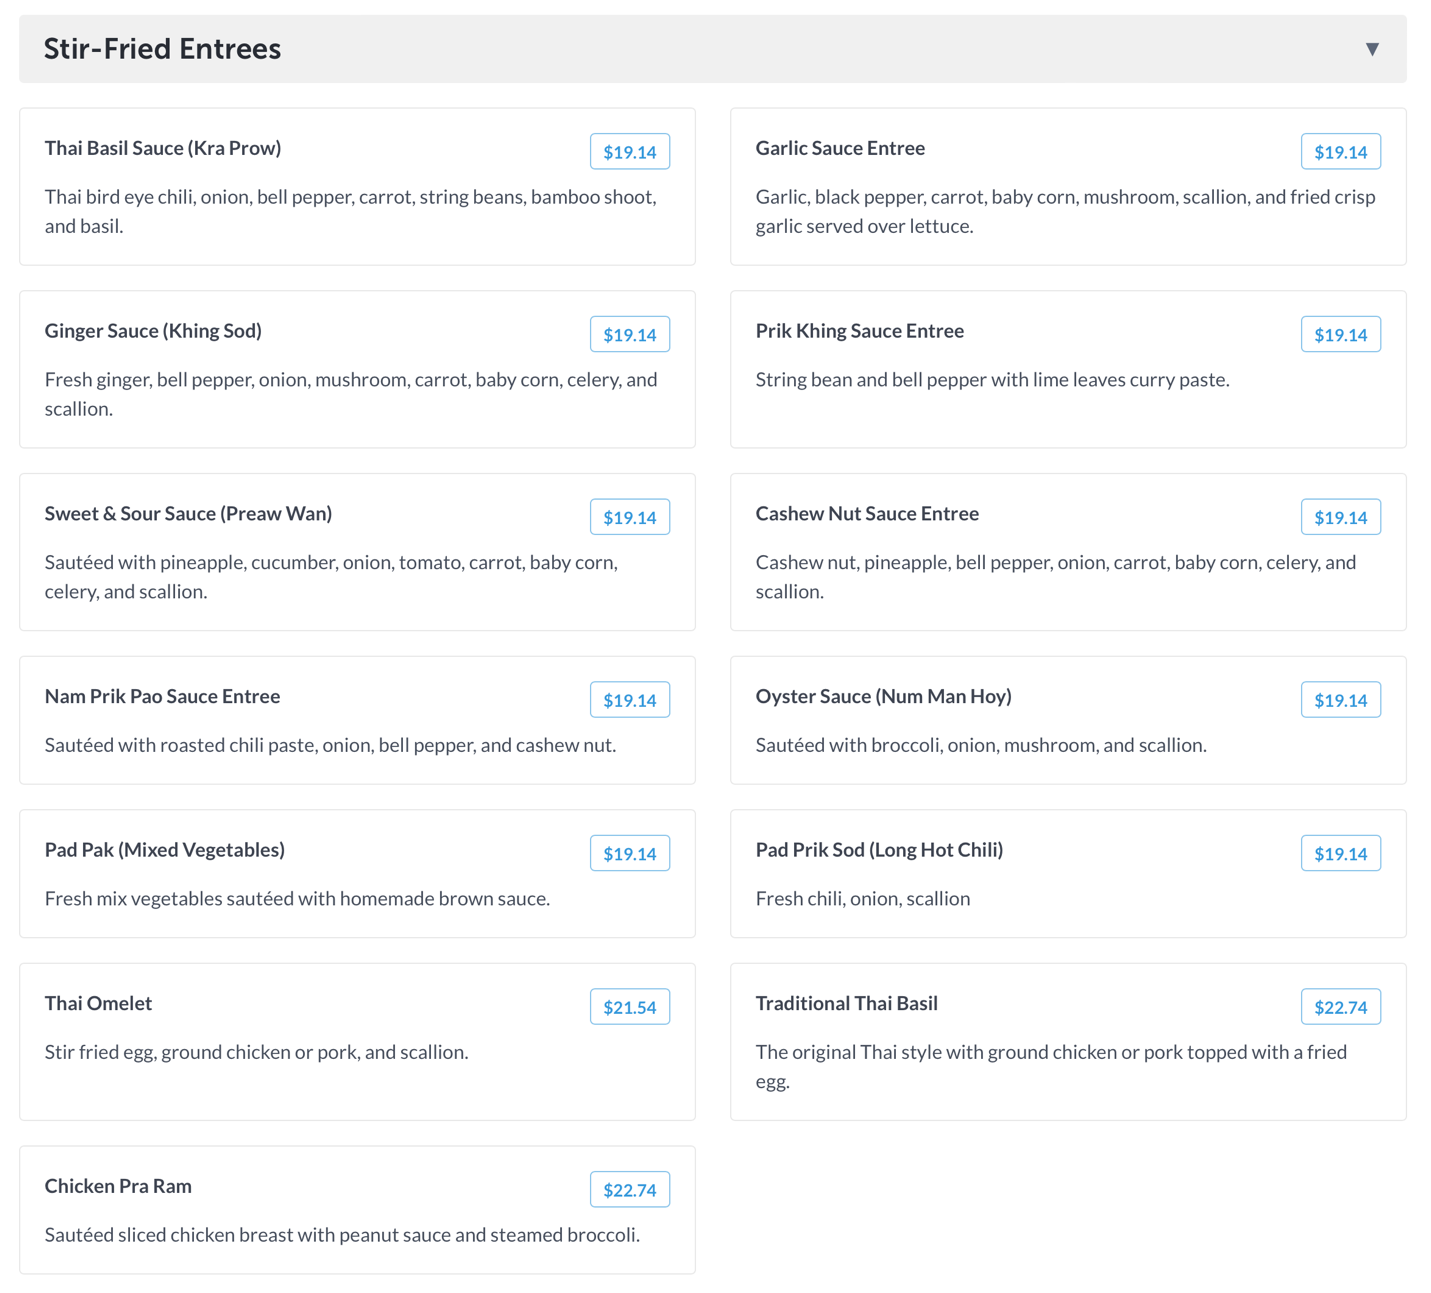 Stir-Fried Entrees
▼
Thai Basil Sauce (Kra Prow)
$19.14
Thai bird eye chili, onion, bell pepper, carrot, string beans, bamboo shoot,
and basil.
Garlic Sauce Entree
$19.14
Garlic, black pepper, carrot, baby corn, mushroom, scallion, and fried crisp
garlic served over lettuce.
Ginger Sauce (Khing Sod)
$19.14
Fresh ginger, bell pepper, onion, mushroom, carrot, baby corn, celery, and
scallion.
Prik Khing Sauce Entree
$19.14
String bean and bell pepper with lime leaves curry paste.
Sweet & Sour Sauce (Preaw Wan)
$19.14
Sautéed with pineapple, cucumber, onion, tomato, carrot, baby corn,
celery, and scallion.
Cashew Nut Sauce Entree
$19.14
Cashew nut, pineapple, bell pepper, onion, carrot, baby corn, celery, and
scallion.
Nam Prik Pao Sauce Entree
$19.14
Sautéed with roasted chili paste, onion, bell pepper, and cashew nut.
Oyster Sauce (Num Man Hoy)
$19.14
Sautéed with broccoli, onion, mushroom, and scallion.
Pad Pak (Mixed Vegetables)
$19.14
Fresh mix vegetables sautéed with homemade brown sauce.
Pad Prik Sod (Long Hot Chili)
$19.14
Fresh chili, onion, scallion
Thai Omelet
$21.54
Stir fried egg, ground chicken or pork, and scallion.
Traditional Thai Basil
$22.74
The original Thai style with ground chicken or pork topped with a fried
egg.
Chicken Pra Ram
$22.74
Sautéed sliced chicken breast with peanut sauce and steamed broccoli.